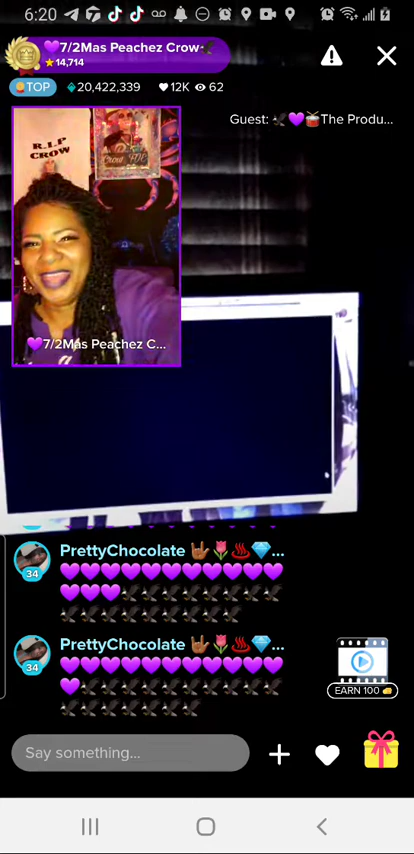 6:20
💜7/2Mas Peachez Crow🐦‍⬛
⭐14,714
TOP 20,422,339 12K 62
Guest: 🐦‍⬛💜🥁The Produ...
R.I.P
CROW
💜7/2Mas Peachez C...
PrettyChocolate 🤘🏾🌷♨️💎...
34
PrettyChocolate 🤘🏾🌷♨️💎...
34
EARN 100
Say something...